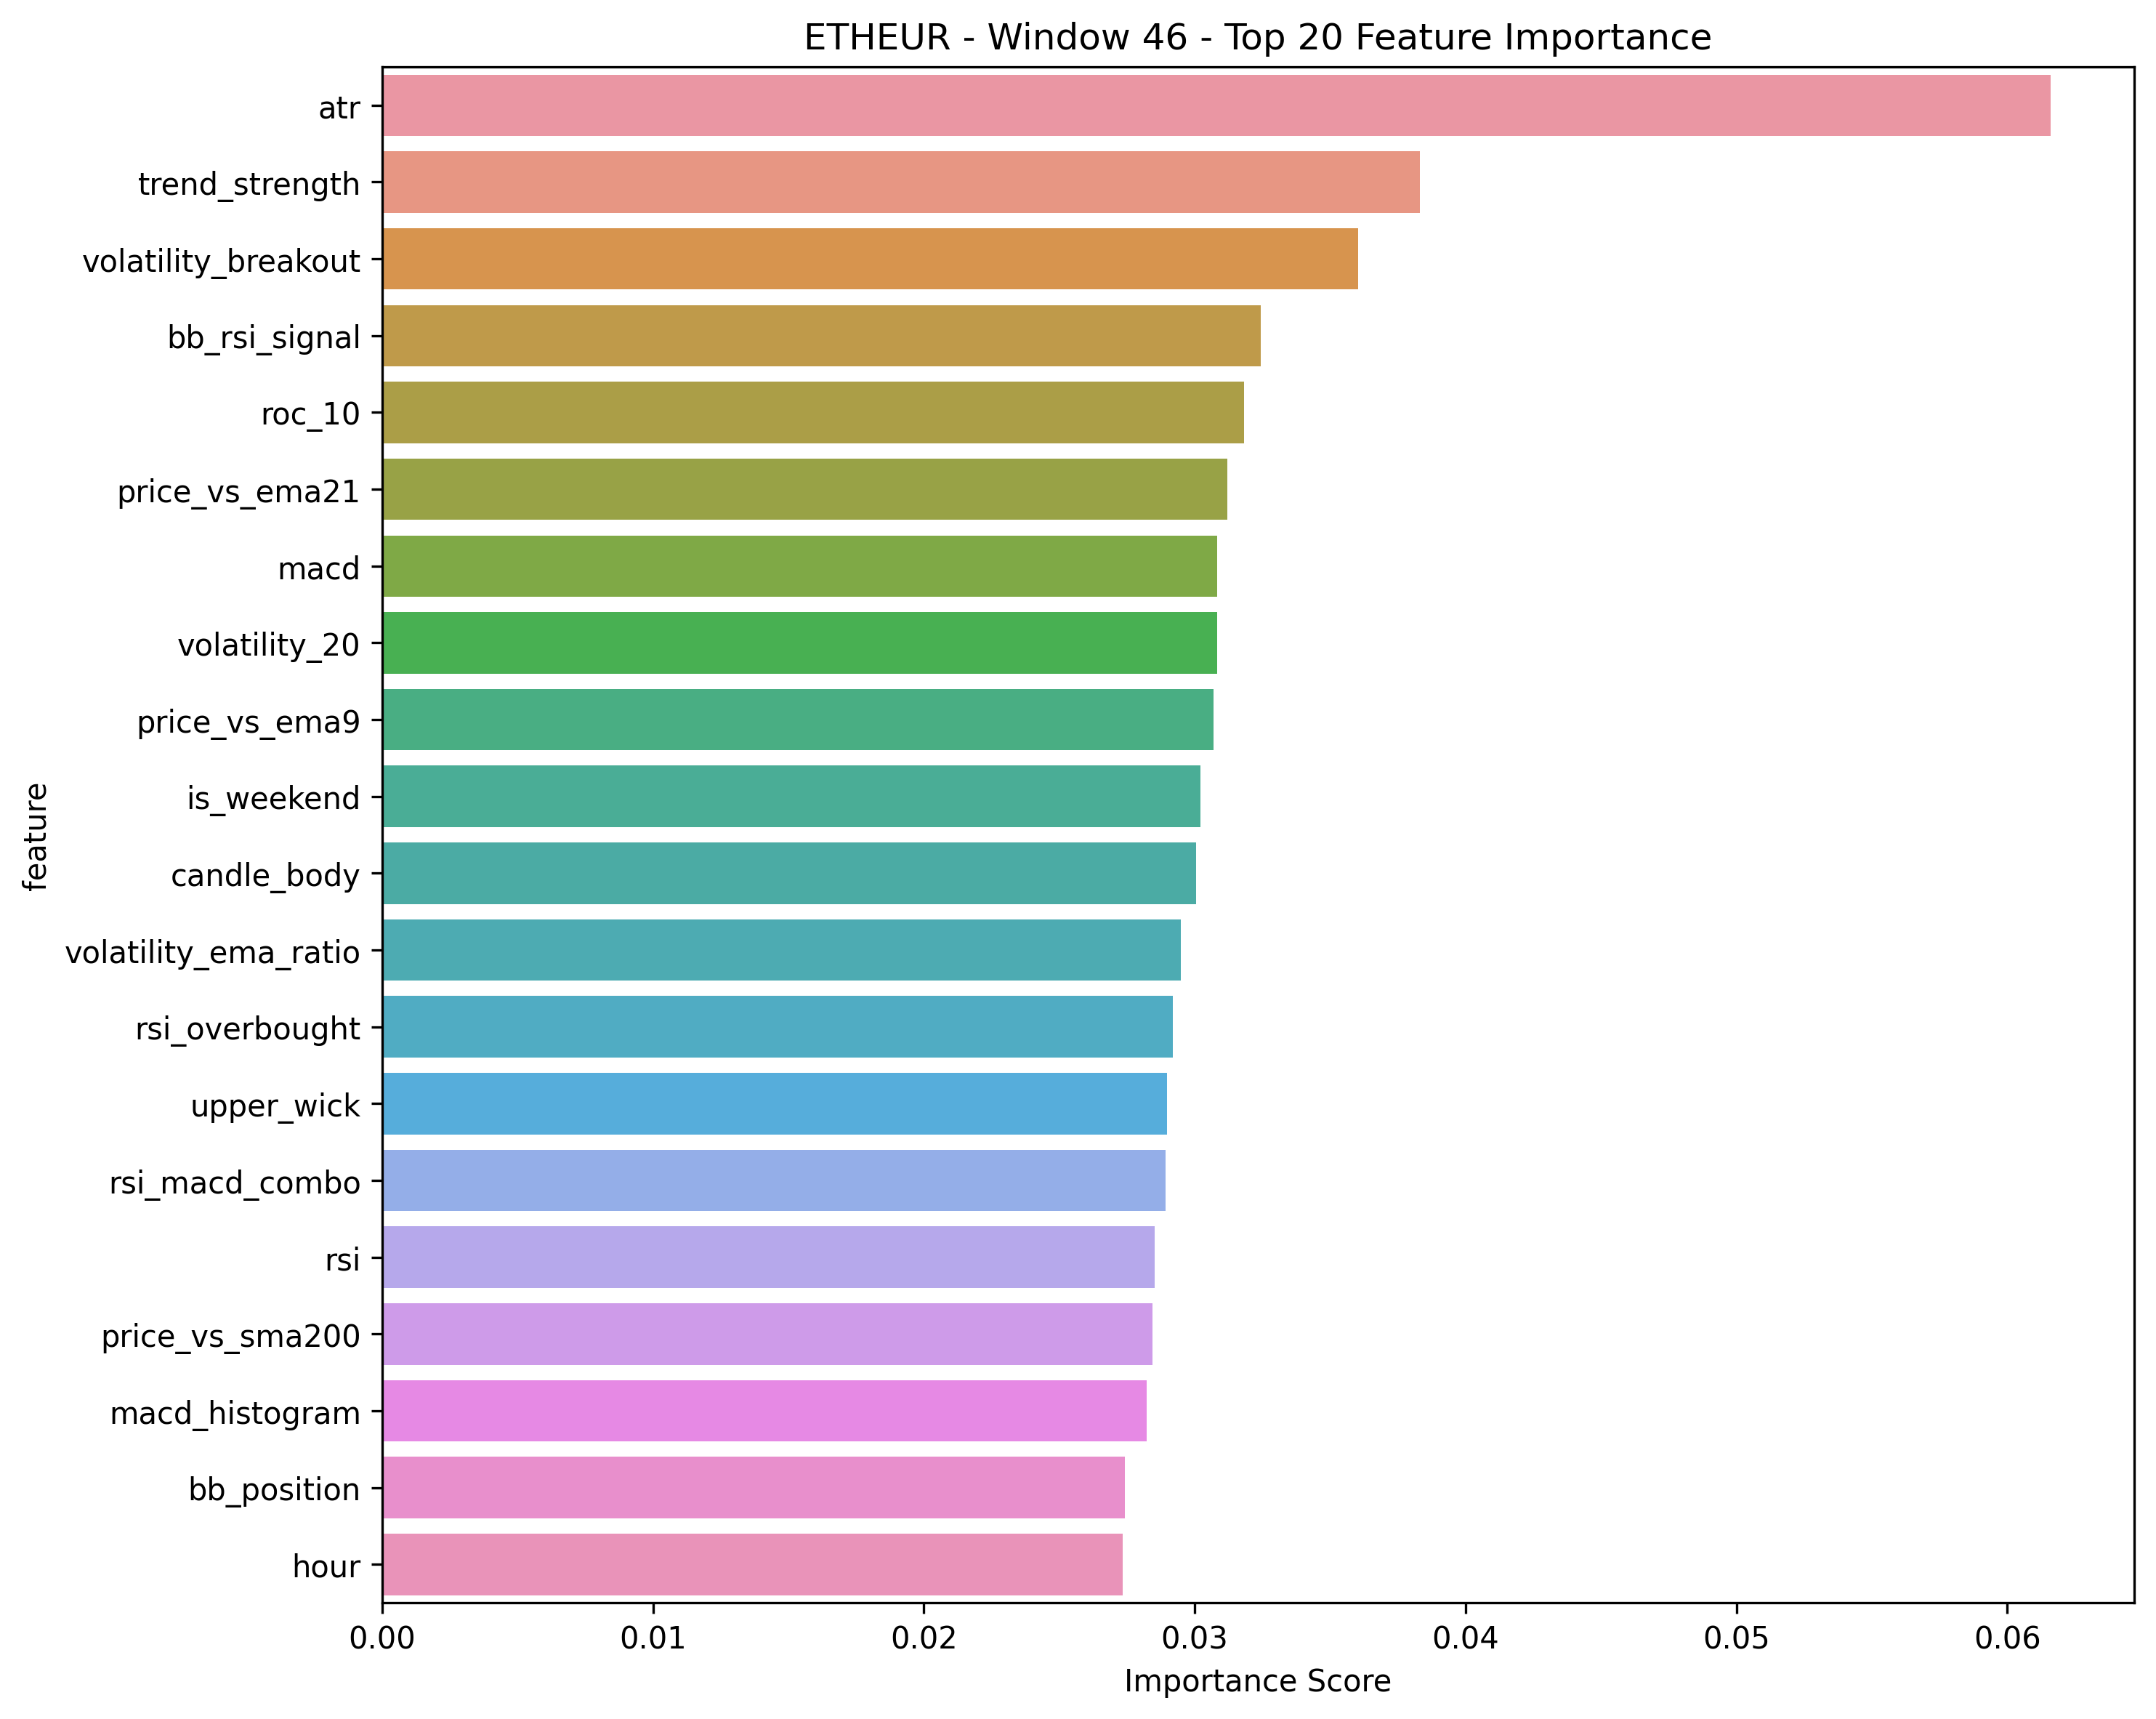 ETHEUR - Window 46 - Top 20 Feature Importance
atr
trend_strength
volatility_breakout
bb_rsi_signal
roc_10
price_vs_ema21
macd
volatility_20
price_vs_ema9
is_weekend
candle_body
volatility_ema_ratio
rsi_overbought
upper_wick
rsi_macd_combo
rsi
price_vs_sma200
macd_histogram
bb_position
hour
feature
0.00 0.01 0.02 0.03 0.04 0.05 0.06
Importance Score